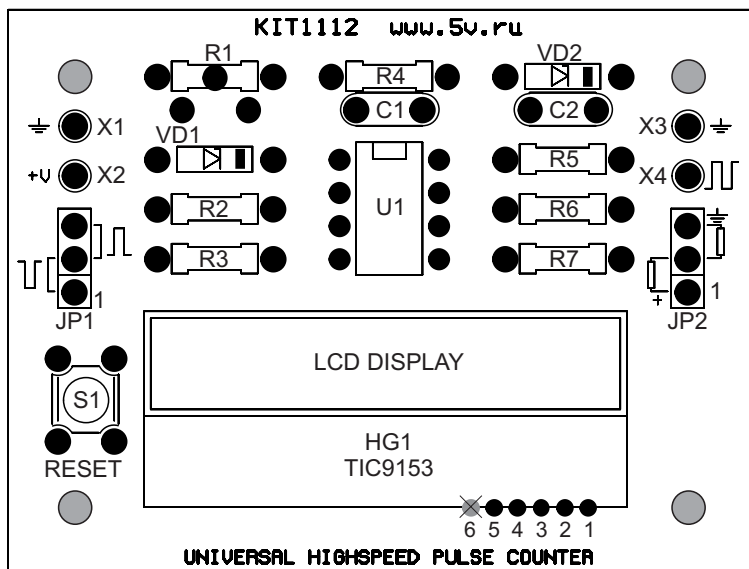 KIT1112 www.5v.ru
R1 R4 VD2
C1 C2
X1 X3
VD1
+V X2 R5 X4
R2 U1 R6
R3 R7
1 1
JP1 JP2
LCD DISPLAY
S1
HG1
RESET TIC9153
+
6 5 4 3 2 1
UNIVERSAL HIGHSPEED PULSE COUNTER